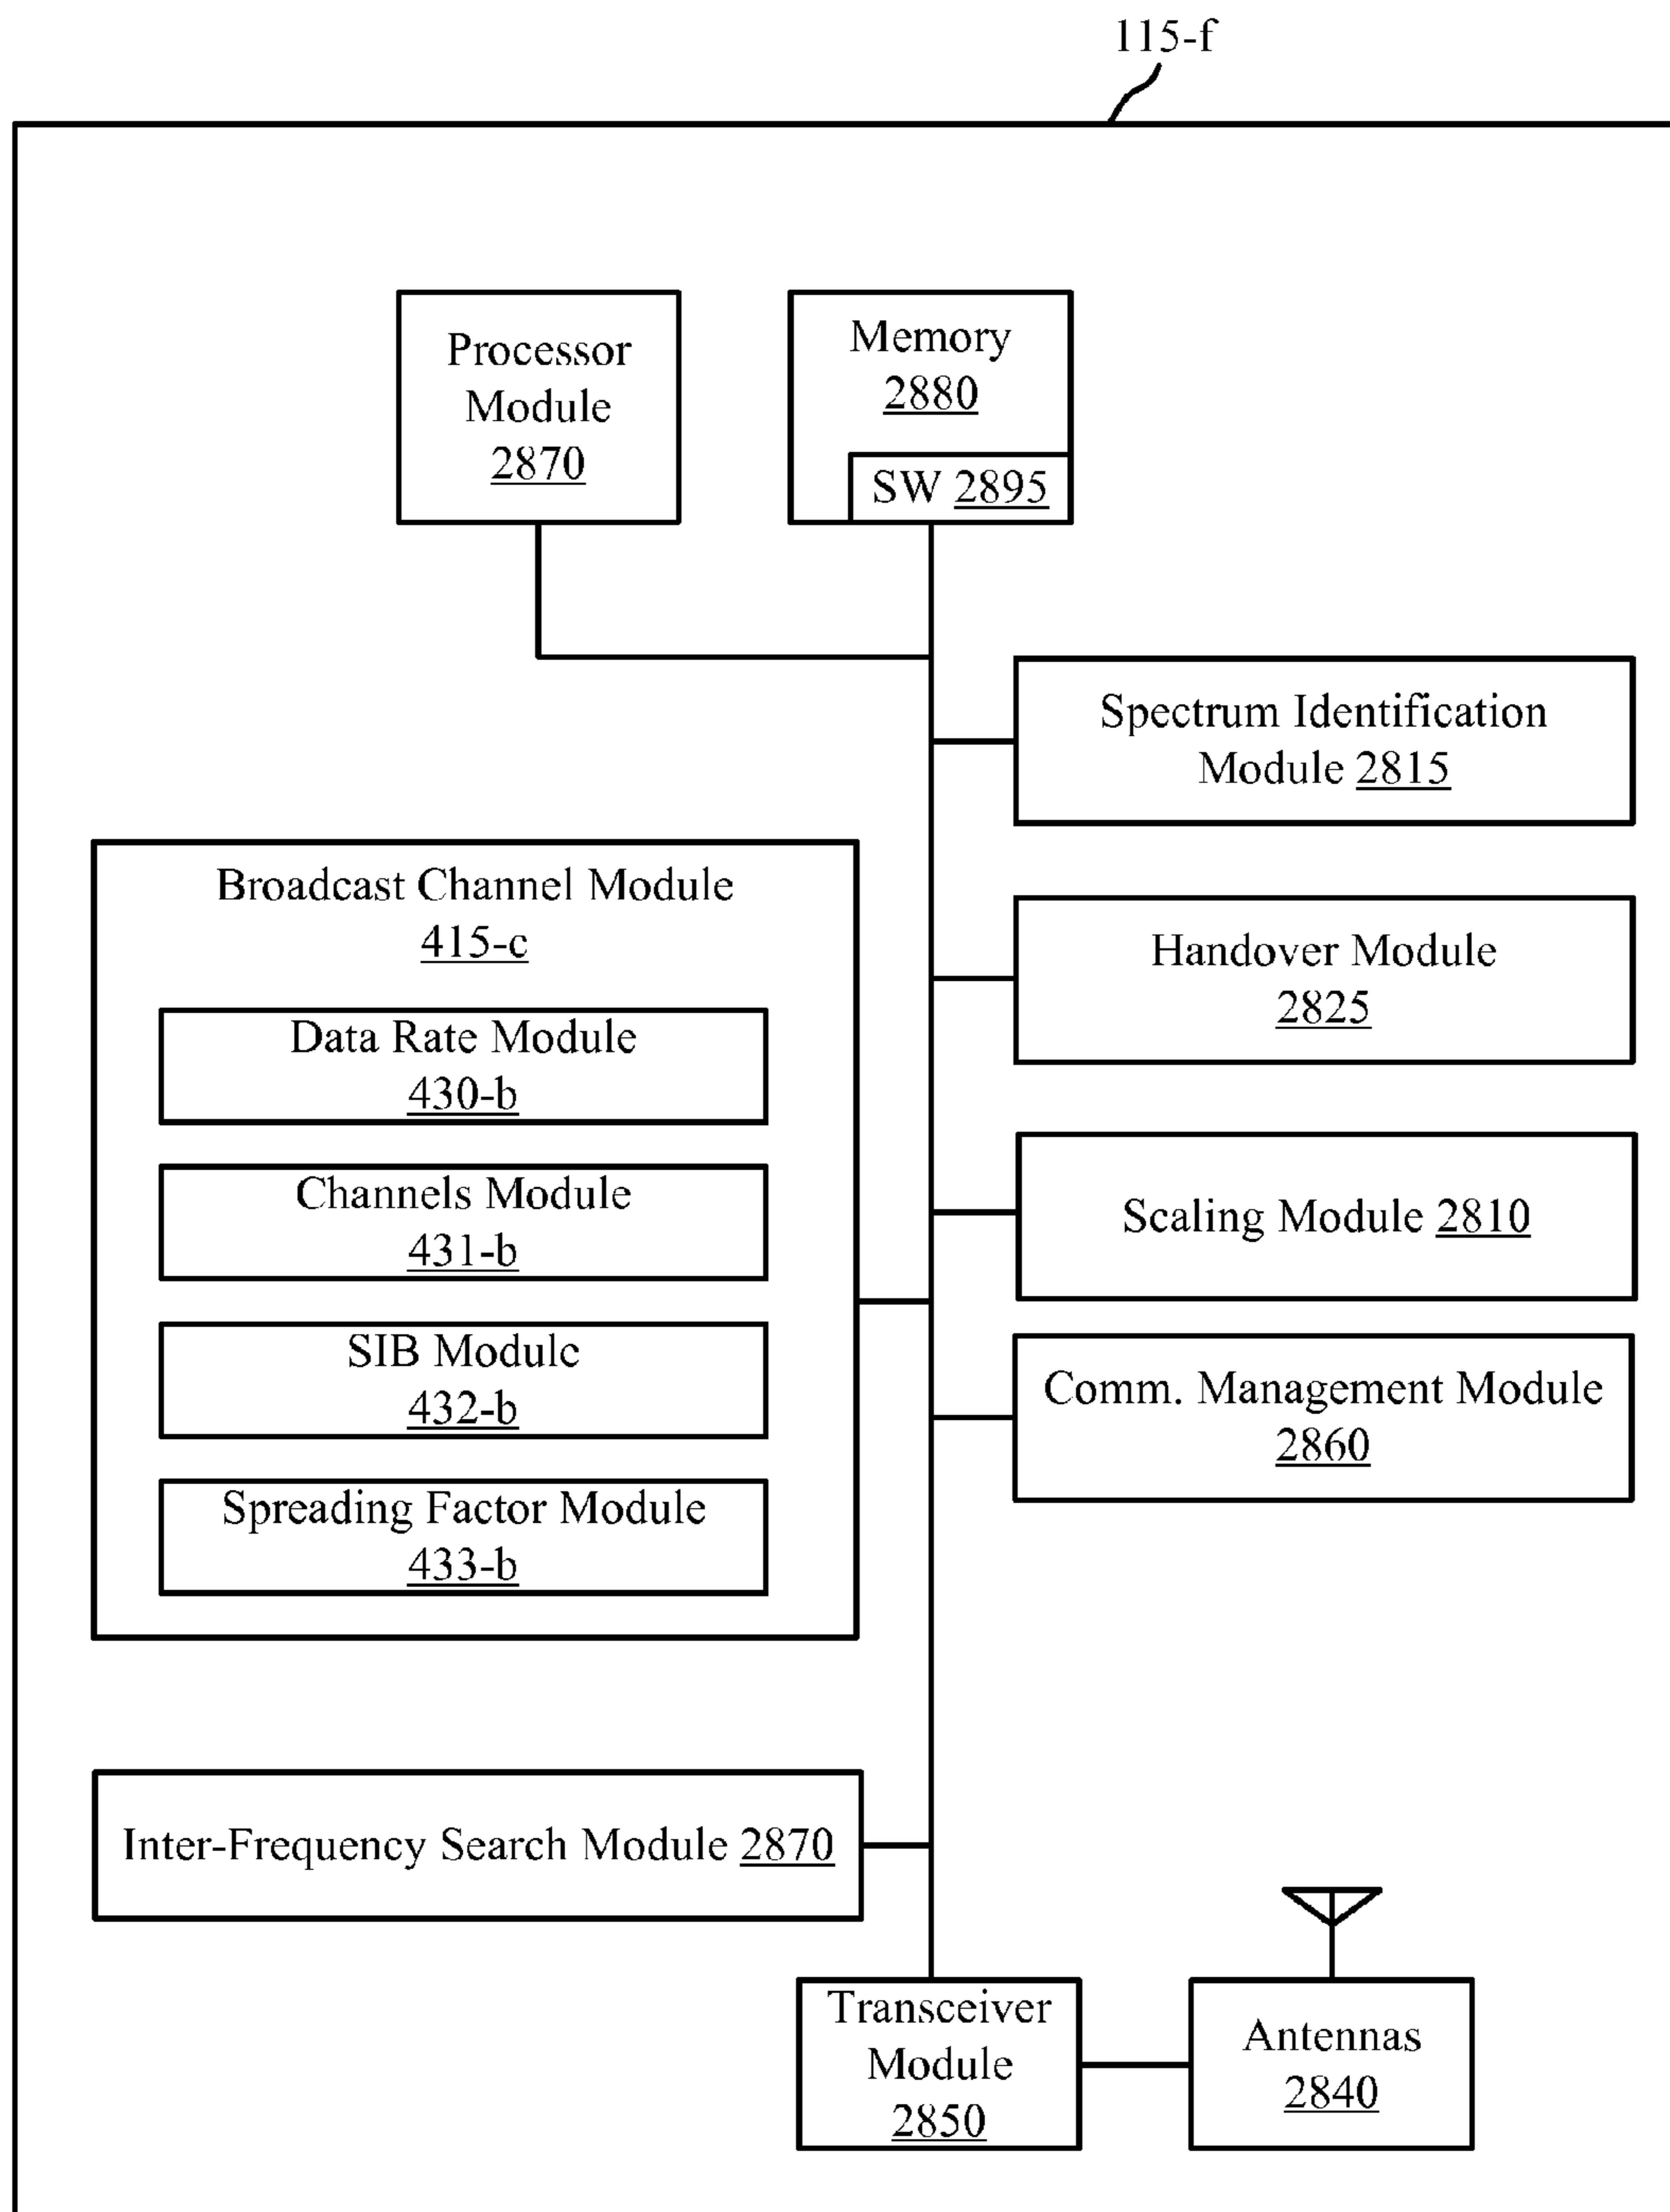 115-f
Processor
Module
2870
Memory
2880
SW 2895
Spectrum Identification
Module 2815
Broadcast Channel Module
415-c
Data Rate Module
430-b
Channels Module
431-b
SIB Module
432-b
Spreading Factor Module
433-b
Handover Module
2825
Scaling Module 2810
Comm. Management Module
2860
Inter-Frequency Search Module 2870
Transceiver
Module
2850
Antennas
2840